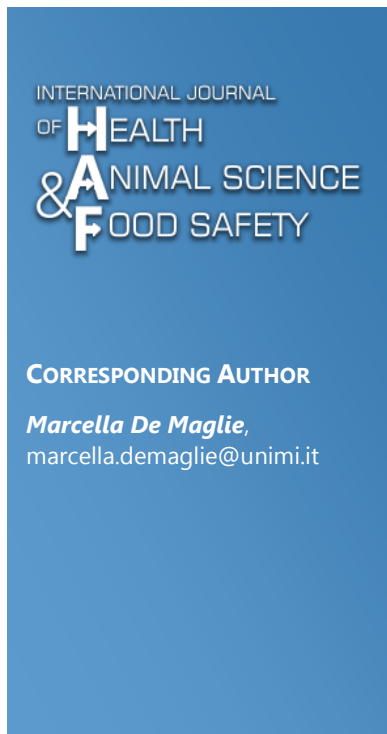 INTERNATIONAL JOURNAL
OF HEALTH
& ANIMAL SCIENCE
FOOD SAFETY
CORRESPONDING AUTHOR
Marcella De Maglie,
marcella.demaglie@unimi.it